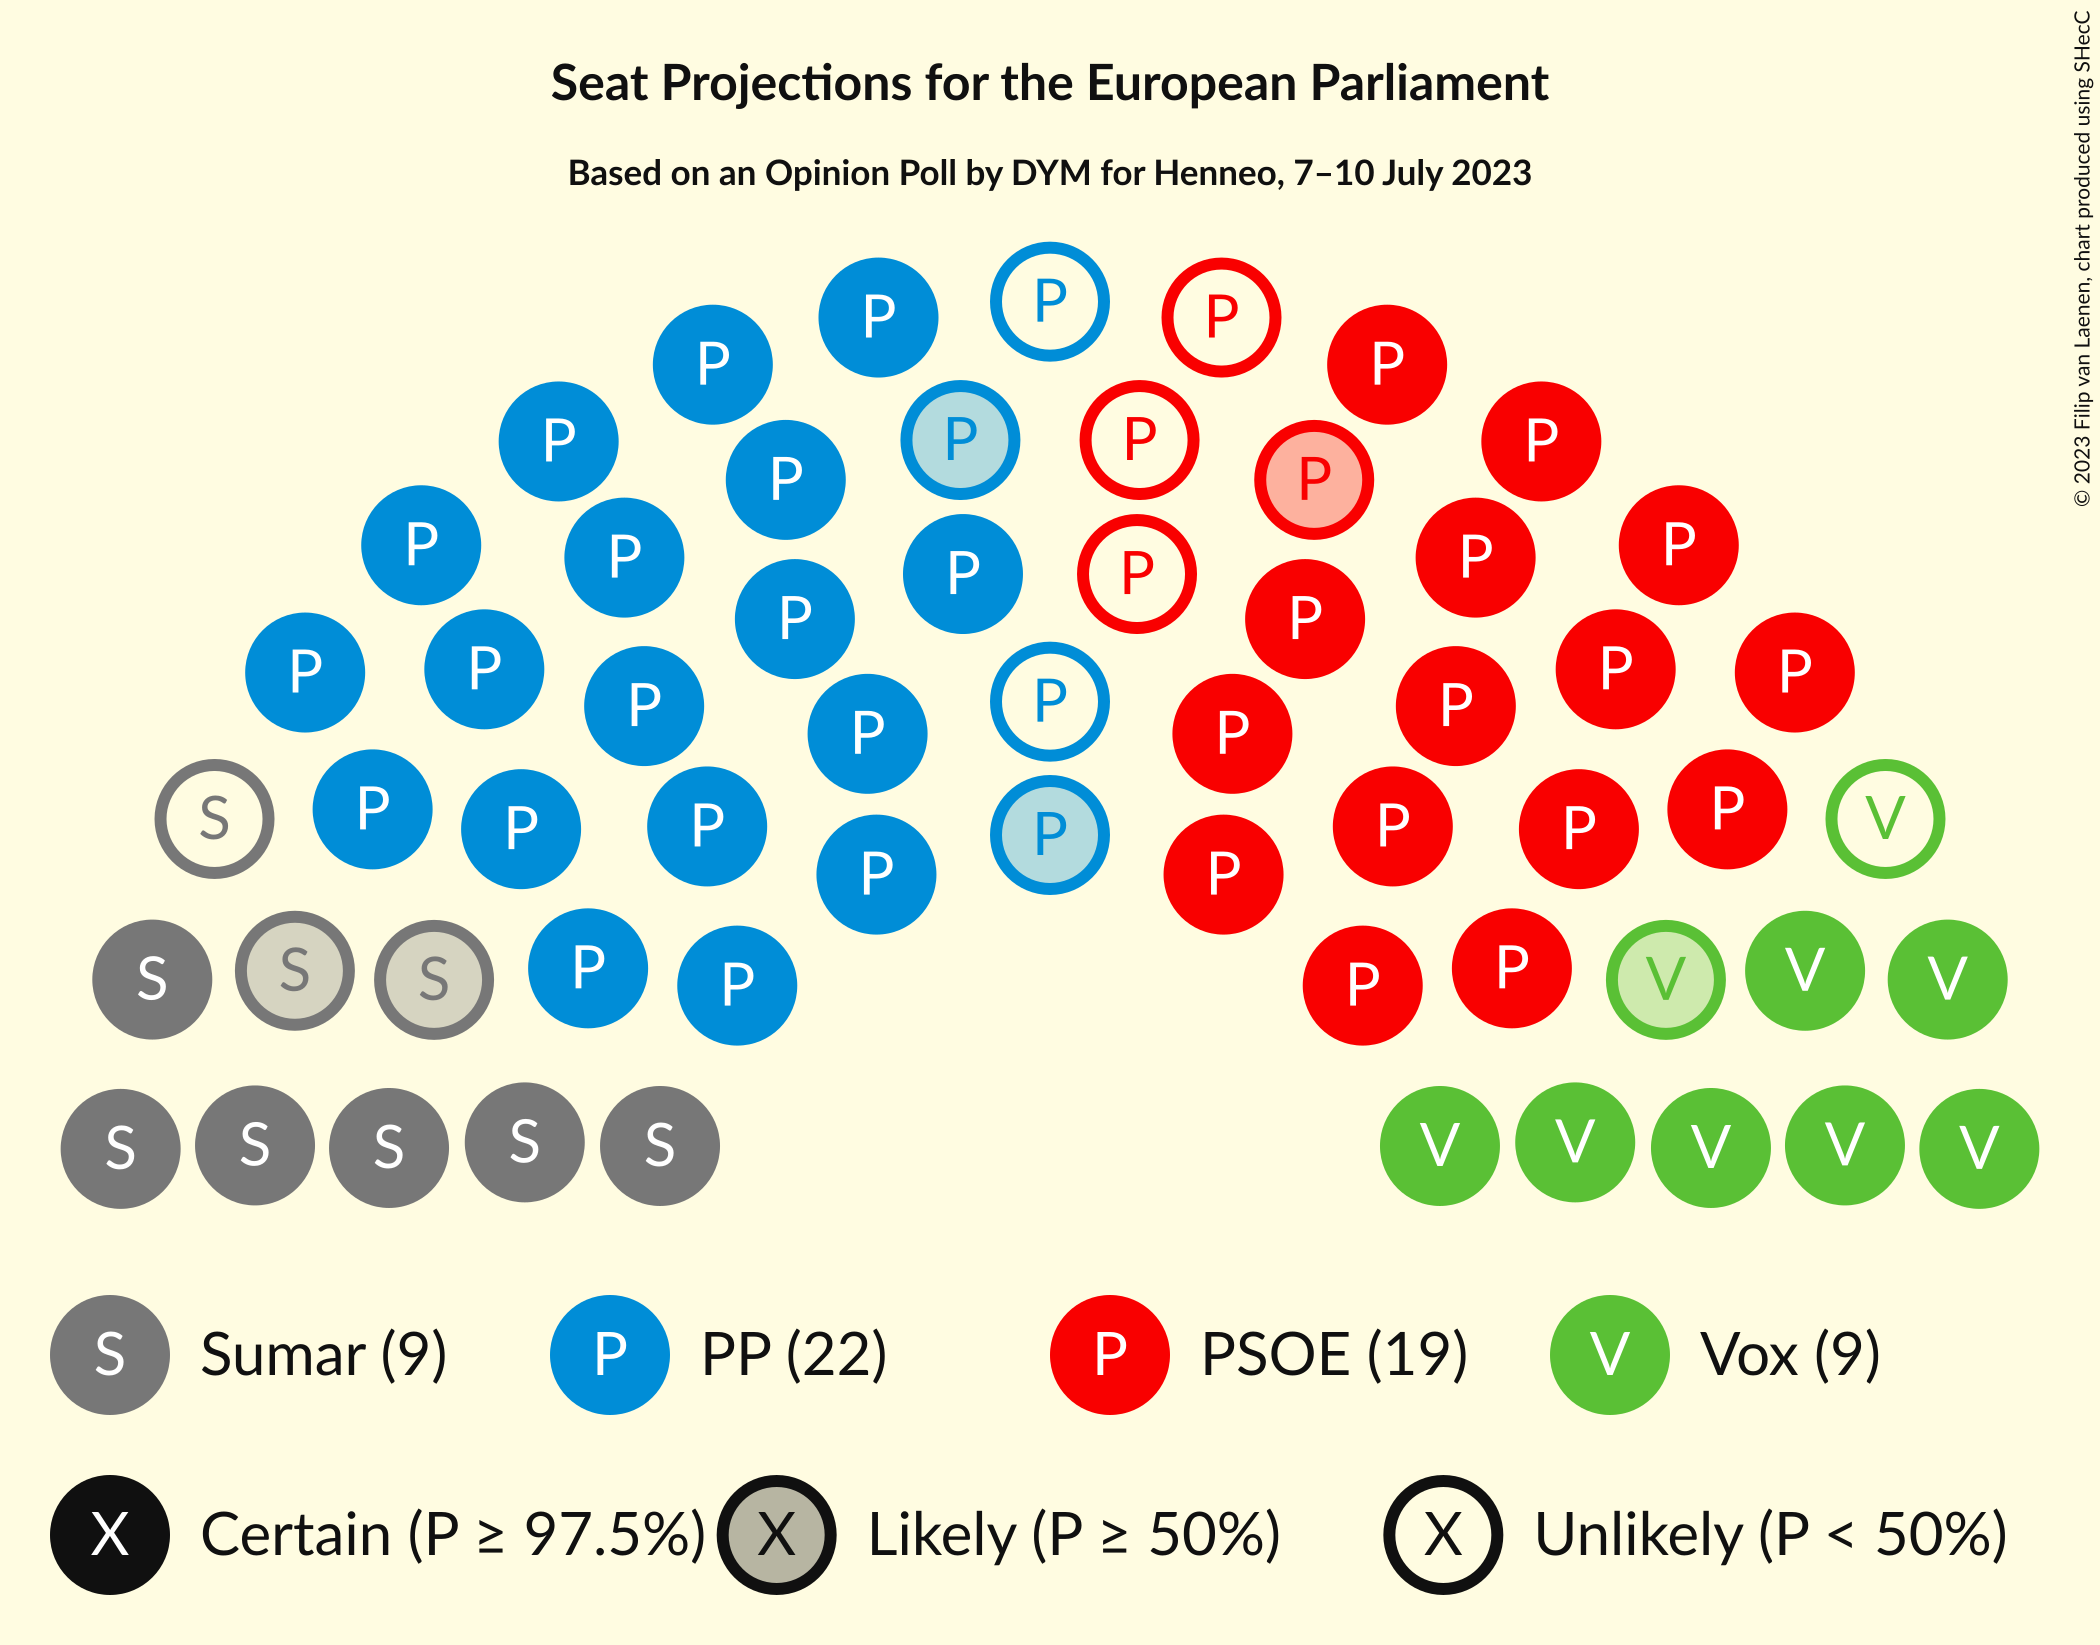 Seat Projections for the European Parliament
Based on an Opinion Poll by DYM for Henneo, 7–10 July 2023
© 2023 Filip van Laenen, chart produced using SHecC
P
P P
P P
P P P P
P P
P P
P P P P
P P
P P
P P P P
P
P P P P
P P
S V
P P
P P P P
P
P P
S S S P P P P V V V
S S S S S V V V V V
S Sumar (9) P PP (22) P PSOE (19) V Vox (9)
X Certain (P ≥ 97.5%) X Likely (P ≥ 50%) X Unlikely (P < 50%)